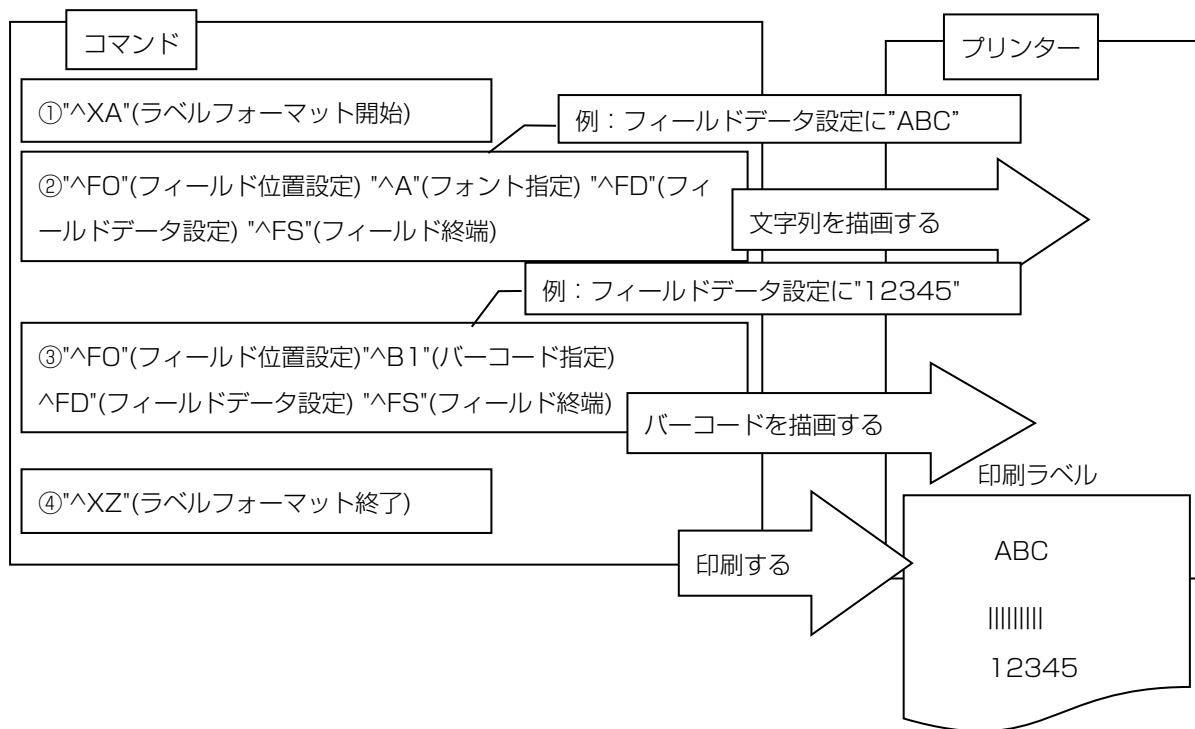 コマンド
プリンター
①"^XA"(ラベルフォーマット開始)
例：フィールドデータ設定に"ABC"
②"^FO"(フィールド位置設定) "^A"(フォント指定) "^FD"(フィ
ールドデータ設定) "^FS"(フィールド終端)
文字列を描画する
例：フィールドデータ設定に"12345"
③"^FO"(フィールド位置設定)"^B1"(バーコード指定)
^FD"(フィールドデータ設定) "^FS"(フィールド終端)
バーコードを描画する
④"^XZ"(ラベルフォーマット終了)
印刷する
印刷ラベル
ABC
12345